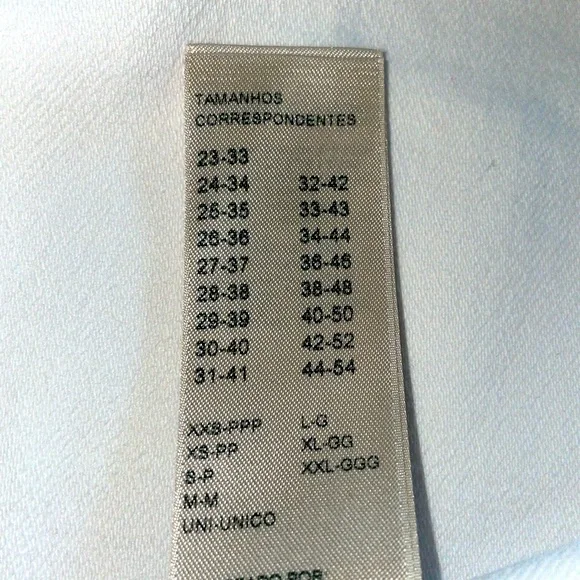 TAMANHOS
CORRESPONDENTES
23-33
24-34 32-42
25-35 33-43
26-36 34-44
27-37 36-46
28-38 38-48
29-39 40-50
30-40 42-52
31-41 44-54
XXS-PPP L-G
XS-PP XL-GG
S-P XXL-GGG
M-M
UNI-UNICO
POR: